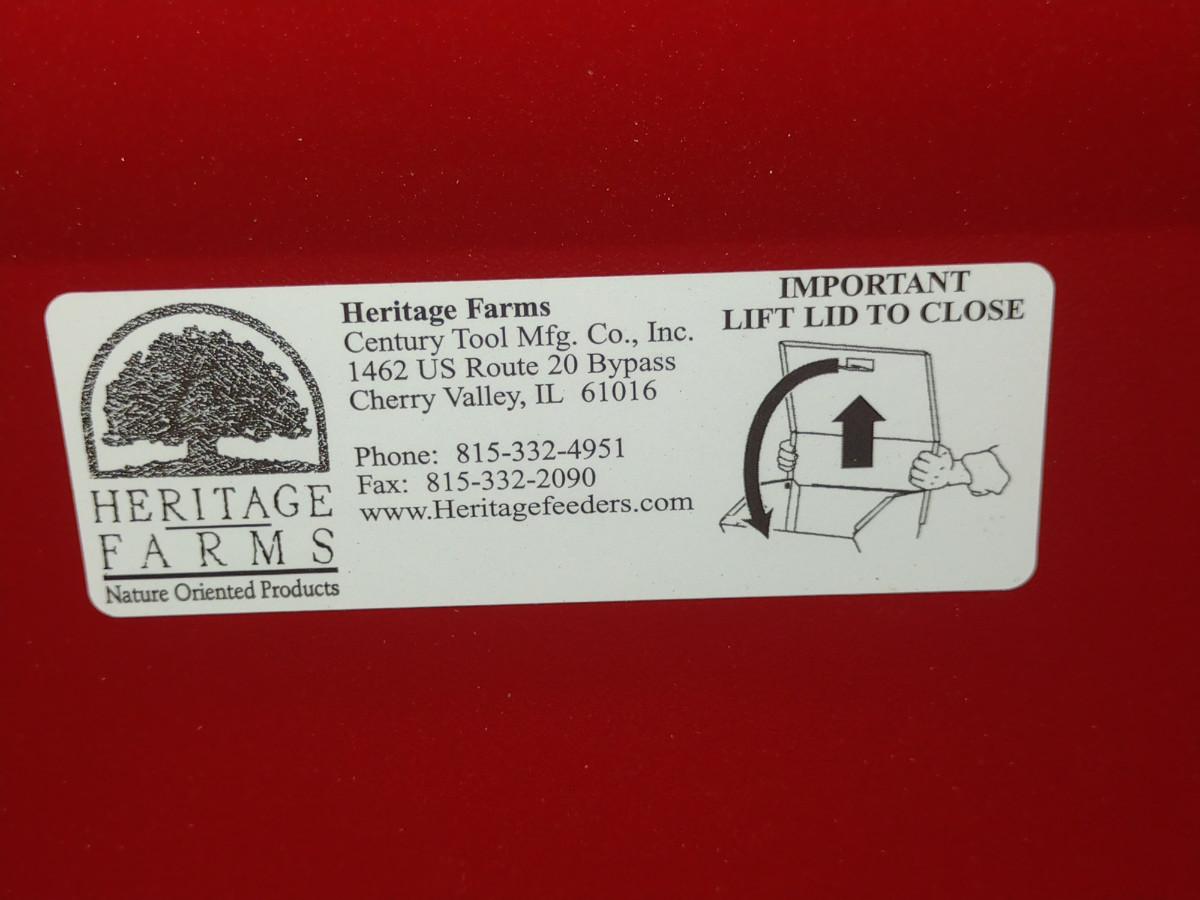 HERITAGE
FARMS
Nature Oriented Products
Heritage Farms
Century Tool Mfg. Co., Inc.
1462 US Route 20 Bypass
Cherry Valley, IL 61016
Phone: 815-332-4951
Fax: 815-332-2090
www.Heritagefeeders.com
IMPORTANT
LIFT LID TO CLOSE